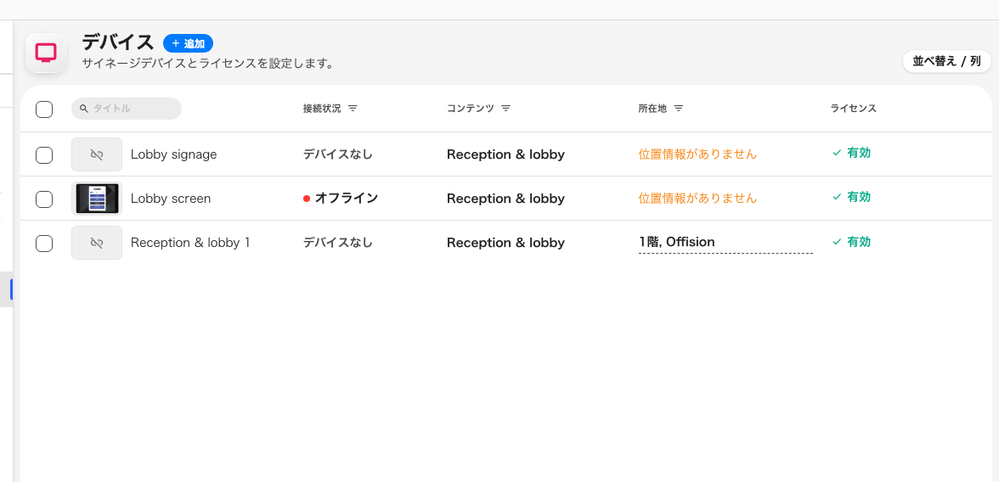 デバイス
+ 追加
サイネージデバイスとライセンスを設定します。
並べ替え / 列
タイトル
接続状況
コンテンツ
所在地
ライセンス
Lobby signage
デバイスなし
Reception & lobby
位置情報がありません
有効
Lobby screen
オフライン
Reception & lobby
位置情報がありません
有効
Reception & lobby 1
デバイスなし
Reception & lobby
1階, Offision
有効